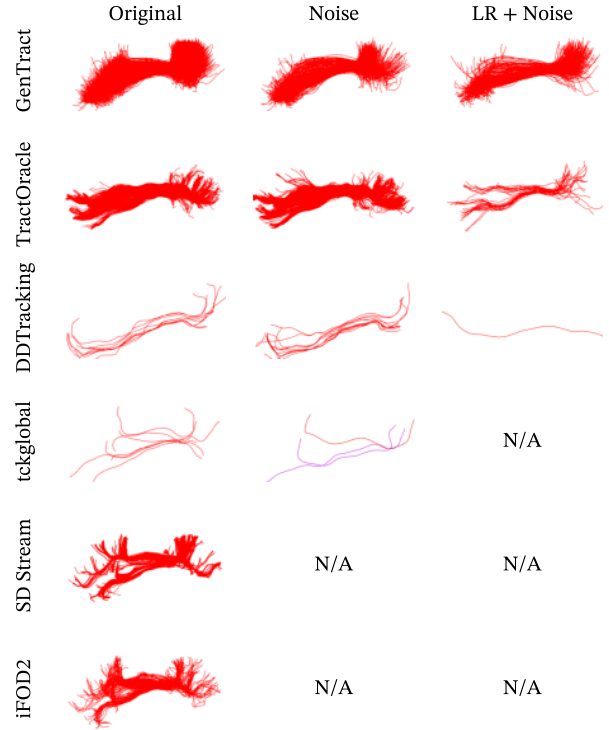 Original Noise LR + Noise
GenTract
TractOracle
DDTracking
tckglobal N/A
SD Stream N/A N/A
iFOD2 N/A N/A